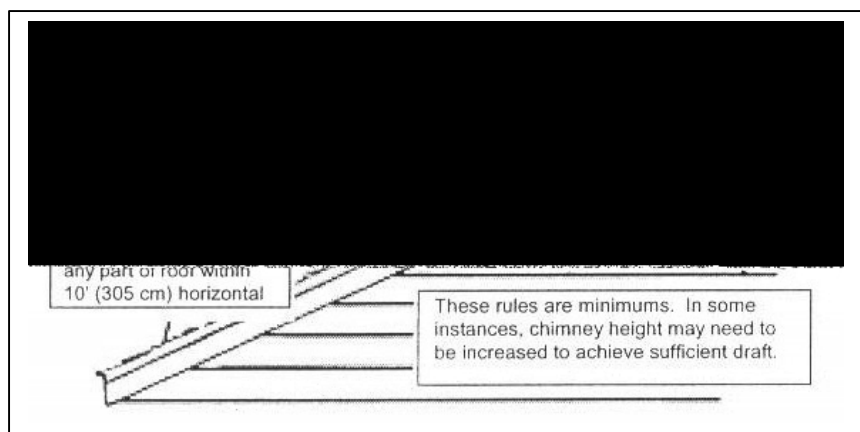 any part of roof within
10' (305 cm) horizontal
These rules are minimums. In some
instances, chimney height may need to
be increased to achieve sufficient draft.